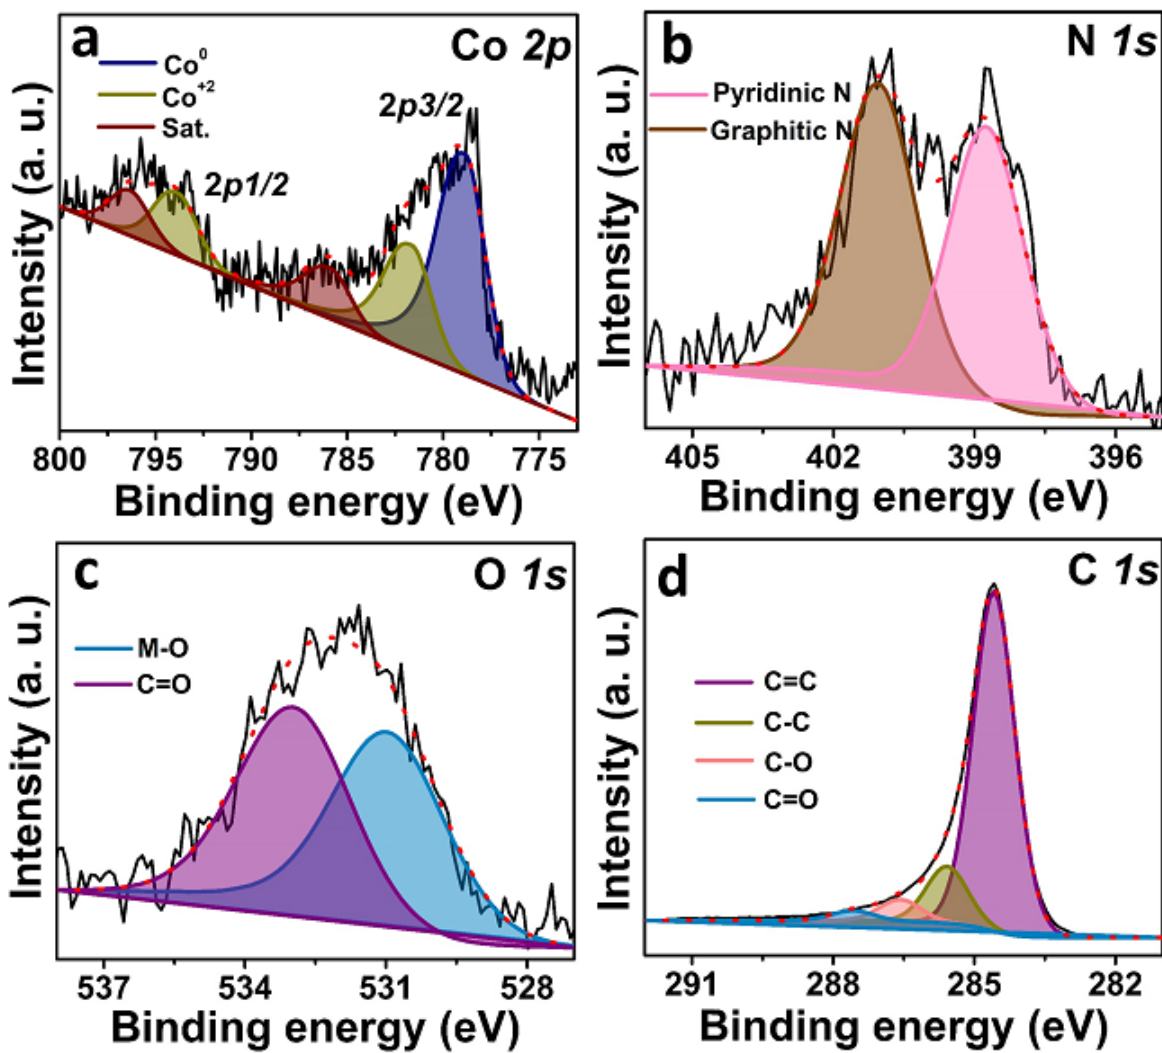 a
Co 2p
Co0
Co+2
Sat.
2p3/2
2p1/2
Intensity (a. u.)
800 795 790 785 780 775
Binding energy (eV)
b
N 1s
Pyridinic N
Graphitic N
Intensity (a. u.)
405 402 399 396
Binding energy (eV)
c
O 1s
M-O
C=O
Intensity (a. u.)
537 534 531 528
Binding energy (eV)
d
C 1s
C=C
C-C
C-O
C=O
Intensity (a. u.)
291 288 285 282
Binding energy (eV)